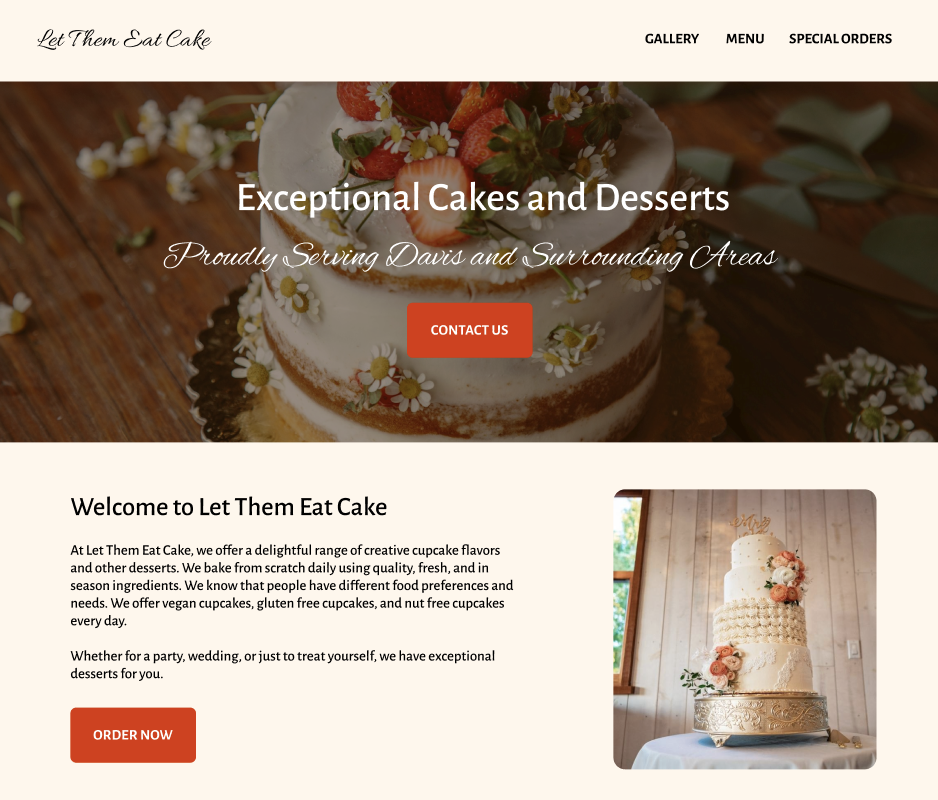 Let Them Eat Cake
GALLERY MENU SPECIAL ORDERS
Exceptional Cakes and Desserts
Proudly Serving Davis and Surrounding Areas
CONTACT US
Welcome to Let Them Eat Cake
At Let Them Eat Cake, we offer a delightful range of creative cupcake flavors
and other desserts. We bake from scratch daily using quality, fresh, and in
season ingredients. We know that people have different food preferences and
needs. We offer vegan cupcakes, gluten free cupcakes, and nut free cupcakes
every day.
Whether for a party, wedding, or just to treat yourself, we have exceptional
desserts for you.
ORDER NOW